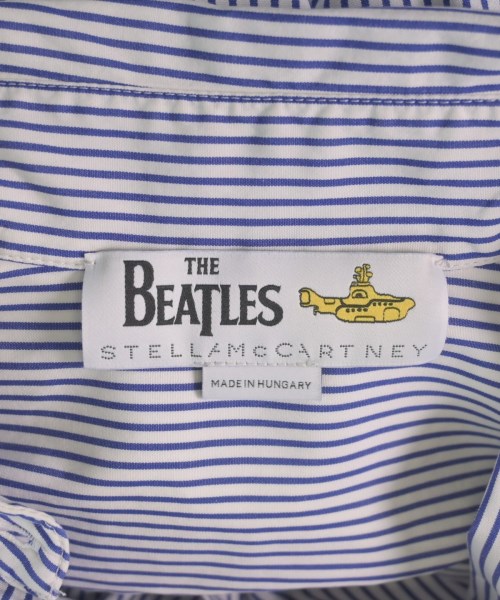 THE
BEATLES
STELLAMcCARTNEY
MADE IN HUNGARY